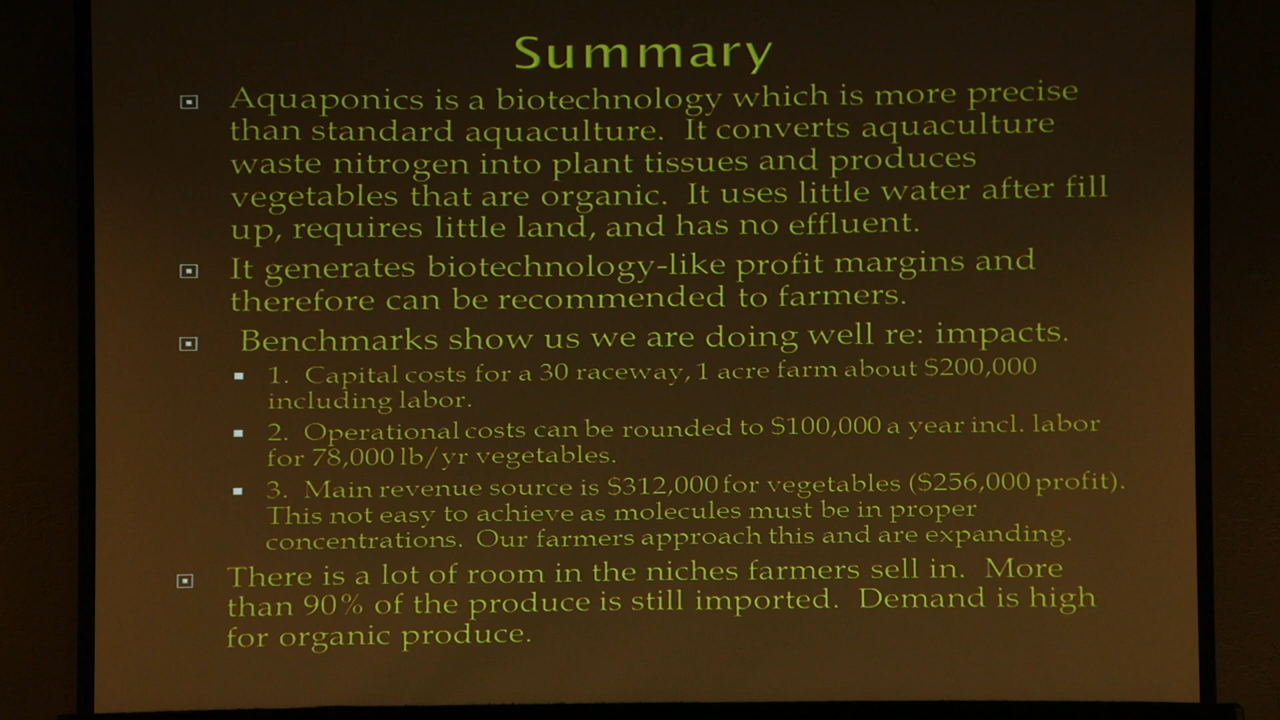 Summary
Aquaponics is a biotechnology which is more precise
than standard aquaculture. It converts aquaculture
waste nitrogen into plant tissues and produces
vegetables that are organic. It uses little water after fill
up, requires little land, and has no effluent.
It generates biotechnology-like profit margins and
therefore can be recommended to farmers.
Benchmarks show us we are doing well re: impacts.
1. Capital costs for a 30 raceway, 1 acre farm about $200,000
including labor.
2. Operational costs can be rounded to $100,000 a year incl. labor
for 78,000 lb/yr vegetables.
3. Main revenue source is $312,000 for vegetables ($256,000 profit).
This not easy to achieve as molecules must be in proper
concentrations. Our farmers approach this and are expanding.
There is a lot of room in the niches farmers sell in. More
than 90% of the produce is still imported. Demand is high
for organic produce.